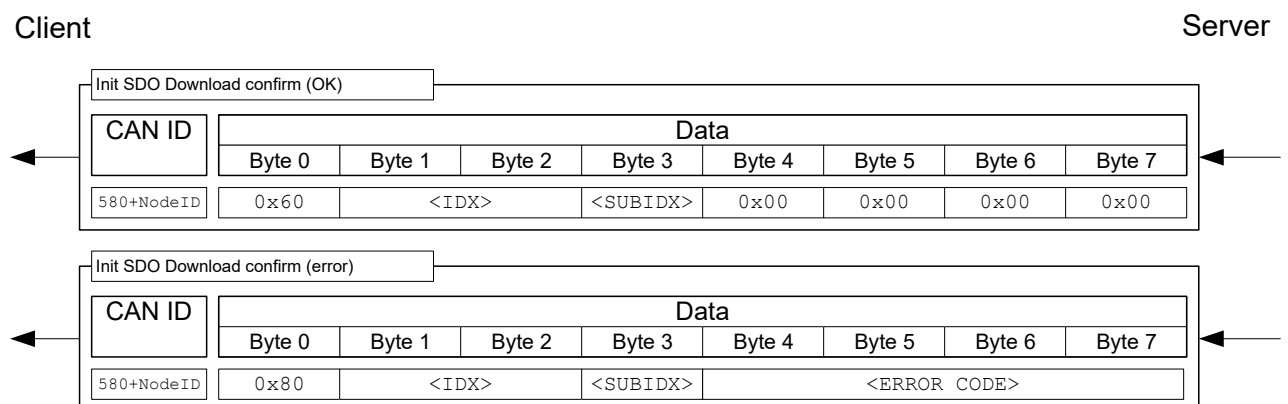 Client Server
Init SDO Download confirm (OK)
CAN ID Data
Byte 0 Byte 1 Byte 2 Byte 3 Byte 4 Byte 5 Byte 6 Byte 7
580+NodeID 0x60 <IDX> <SUBIDX> 0x00 0x00 0x00 0x00
Init SDO Download confirm (error)
CAN ID Data
Byte 0 Byte 1 Byte 2 Byte 3 Byte 4 Byte 5 Byte 6 Byte 7
580+NodeID 0x80 <IDX> <SUBIDX> <ERROR CODE>